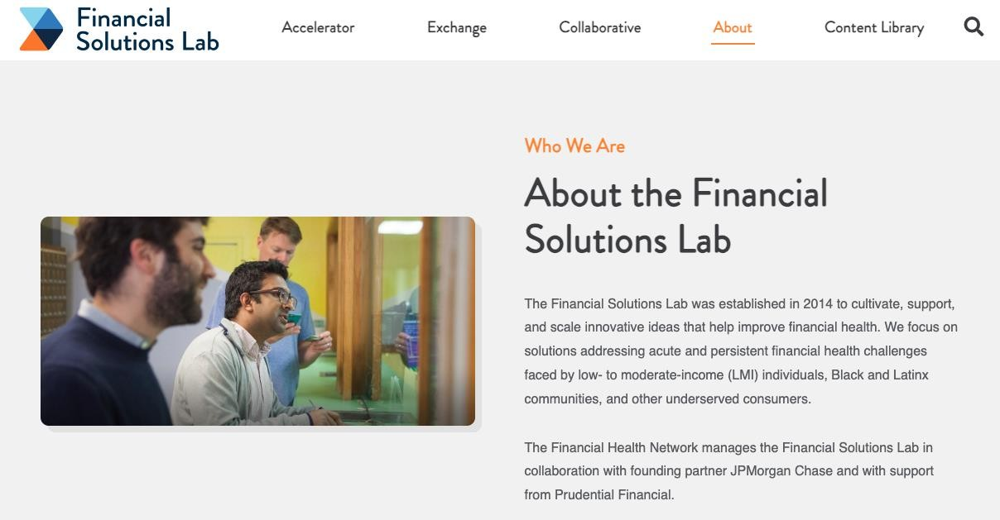 Financial
Solutions Lab
Accelerator
Exchange
Collaborative
About
Content Library
Who We Are
About the Financial
Solutions Lab
The Financial Solutions Lab was established in 2014 to cultivate, support,
and scale innovative ideas that help improve financial health. We focus on
solutions addressing acute and persistent financial health challenges
faced by low- to moderate-income (LMI) individuals, Black and Latinx
communities, and other underserved consumers.
The Financial Health Network manages the Financial Solutions Lab in
collaboration with founding partner JPMorgan Chase and with support
from Prudential Financial.